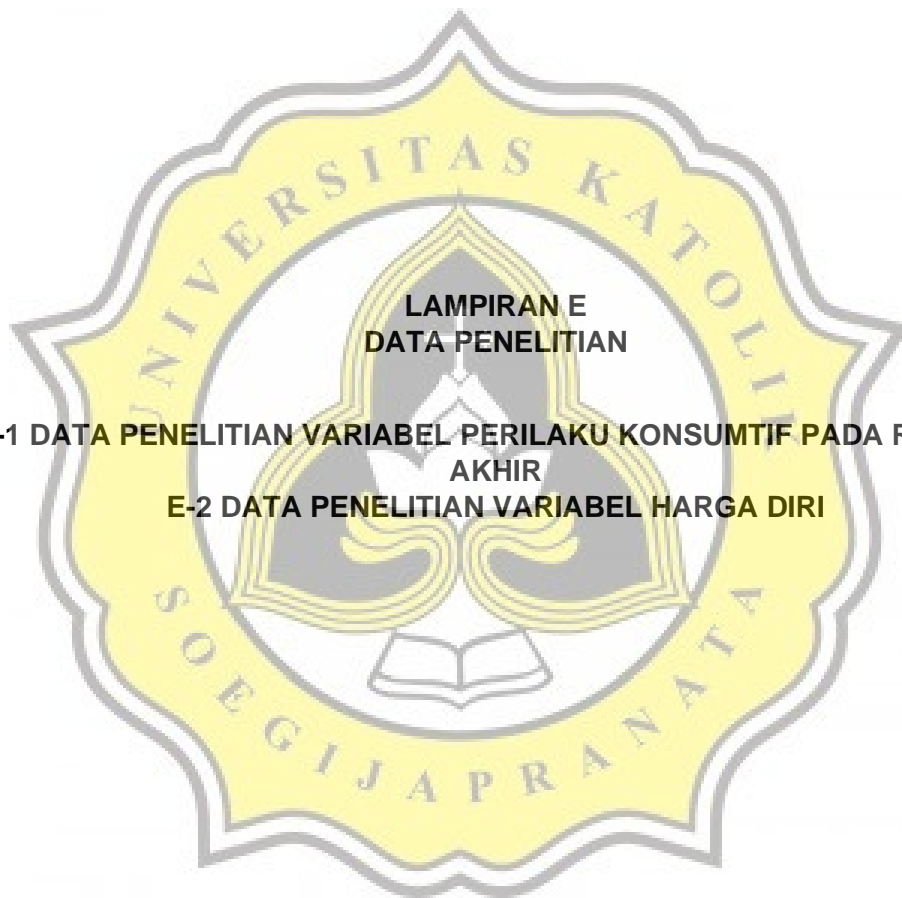 UNIVERSITAS KATOLIK
LAMPIRAN E
DATA PENELITIAN
-1 DATA PENELITIAN VARIABEL PERILAKU KONSUMTIF PADA R
AKHIR
E-2 DATA PENELITIAN VARIABEL HARGA DIRI
SOEGIJAPRANATA